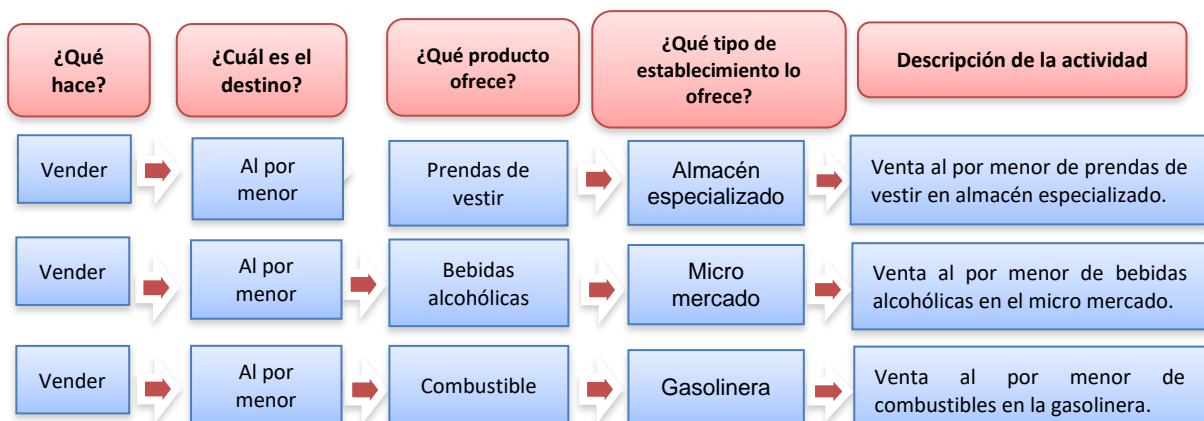 ¿Qué
hace?
¿Cuál es el
destino?
¿Qué producto
ofrece?
¿Qué tipo de
establecimiento lo
ofrece?
Descripción de la actividad
Vender
Al por
menor
Prendas de
vestir
Almacén
especializado
Venta al por menor de prendas de
vestir en almacén especializado.
Vender
Al por
menor
Bebidas
alcohólicas
Micro
mercado
Venta al por menor de bebidas
alcohólicas en el micro mercado.
Vender
Al por
menor
Combustible
Gasolinera
Venta al por menor de
combustibles en la gasolinera.